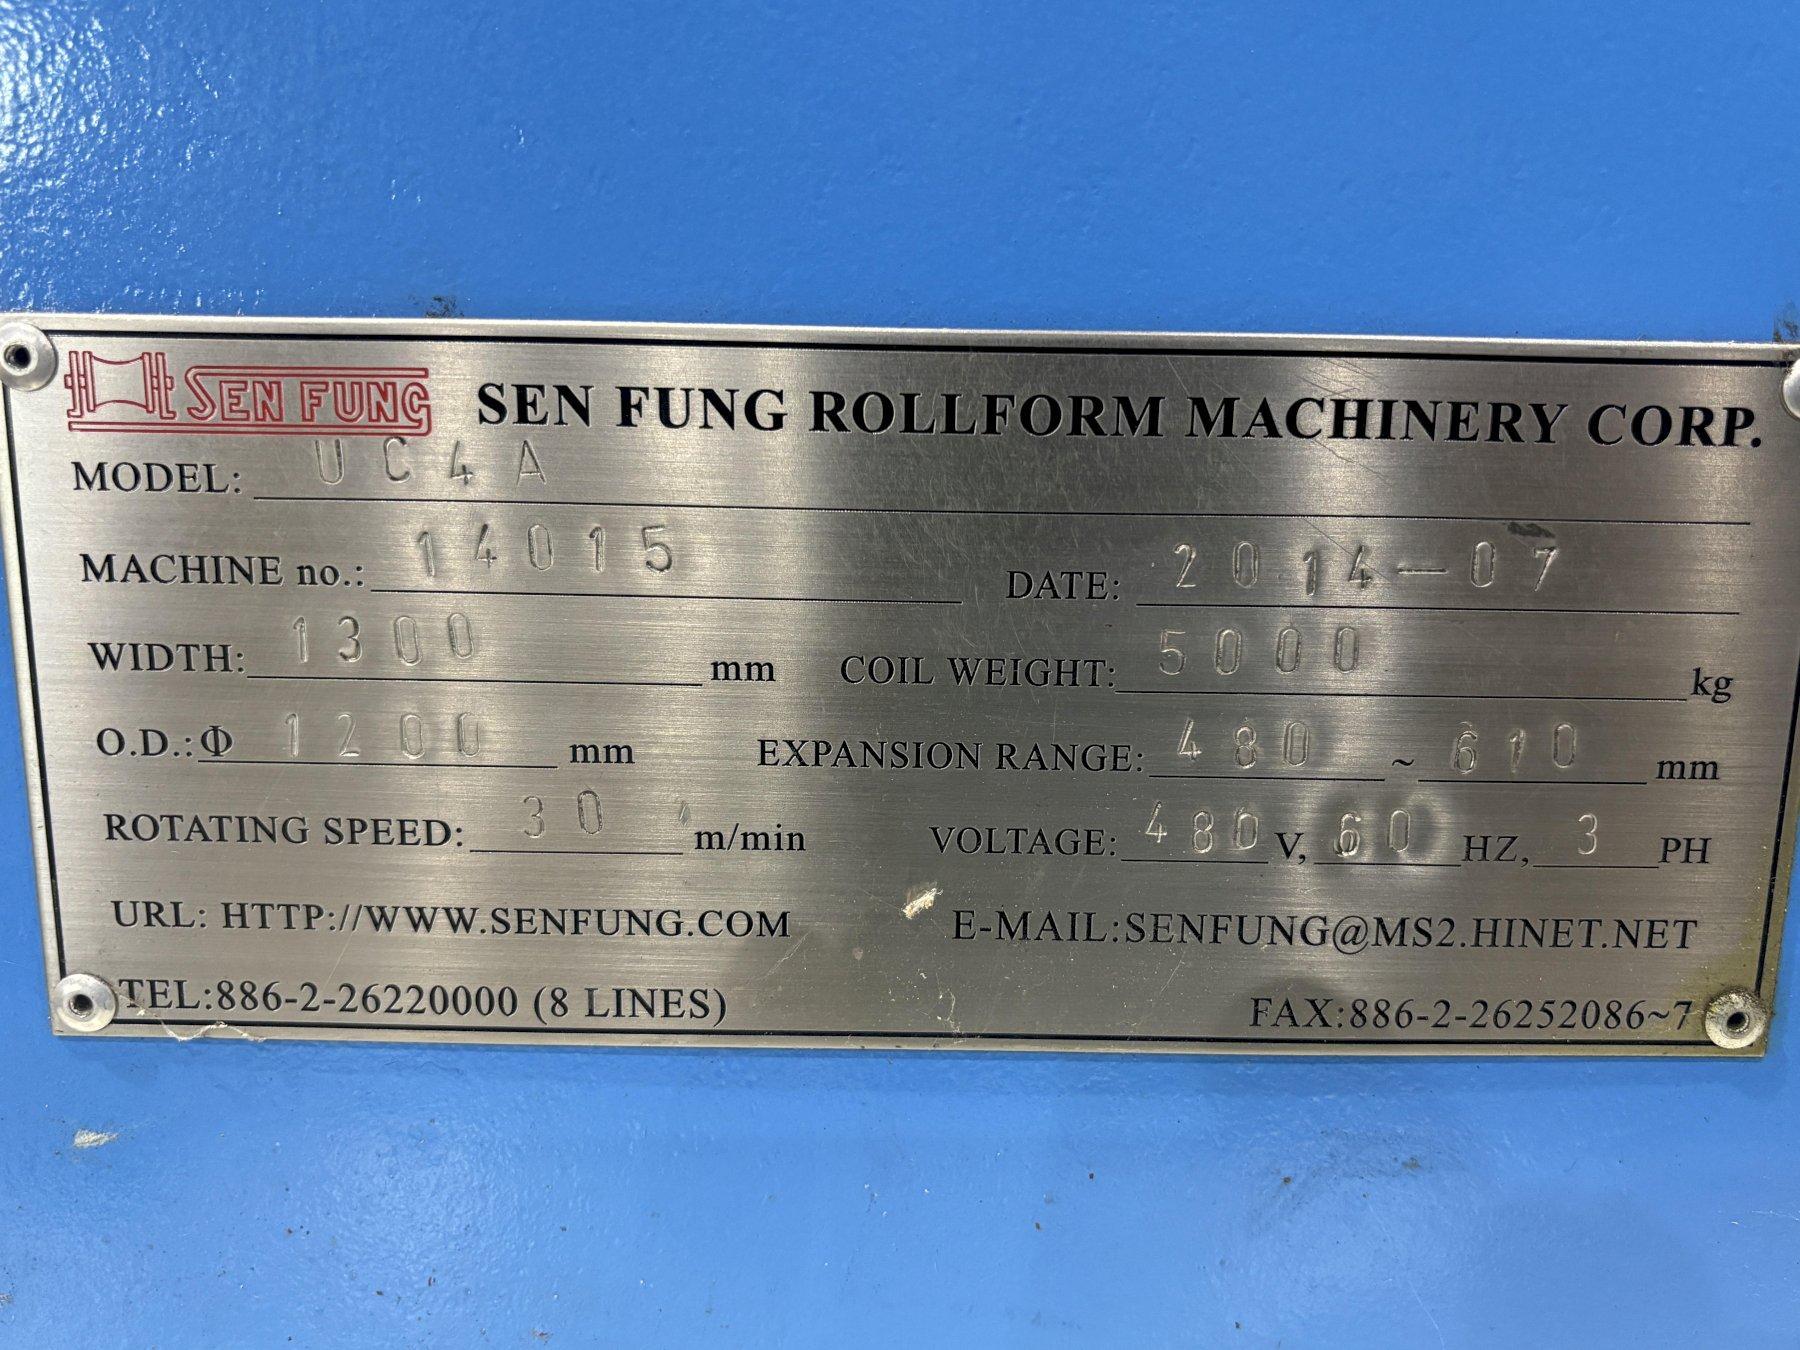 SEN FUNG SEN FUNG ROLLFORM MACHINERY CORP.
MODEL: UC4A
MACHINE no.: 14015 DATE: 2014-07
WIDTH: 1300 mm COIL WEIGHT: 5000 kg
O.D.: Φ 1200 mm EXPANSION RANGE: 480 ~ 610 mm
ROTATING SPEED: 30 m/min VOLTAGE: 480 V, 60 HZ, 3 PH
URL: HTTP://WWW.SENFUNG.COM E-MAIL:SENFUNG@MS2.HINET.NET
TEL:886-2-26220000 (8 LINES) FAX:886-2-26252086~7